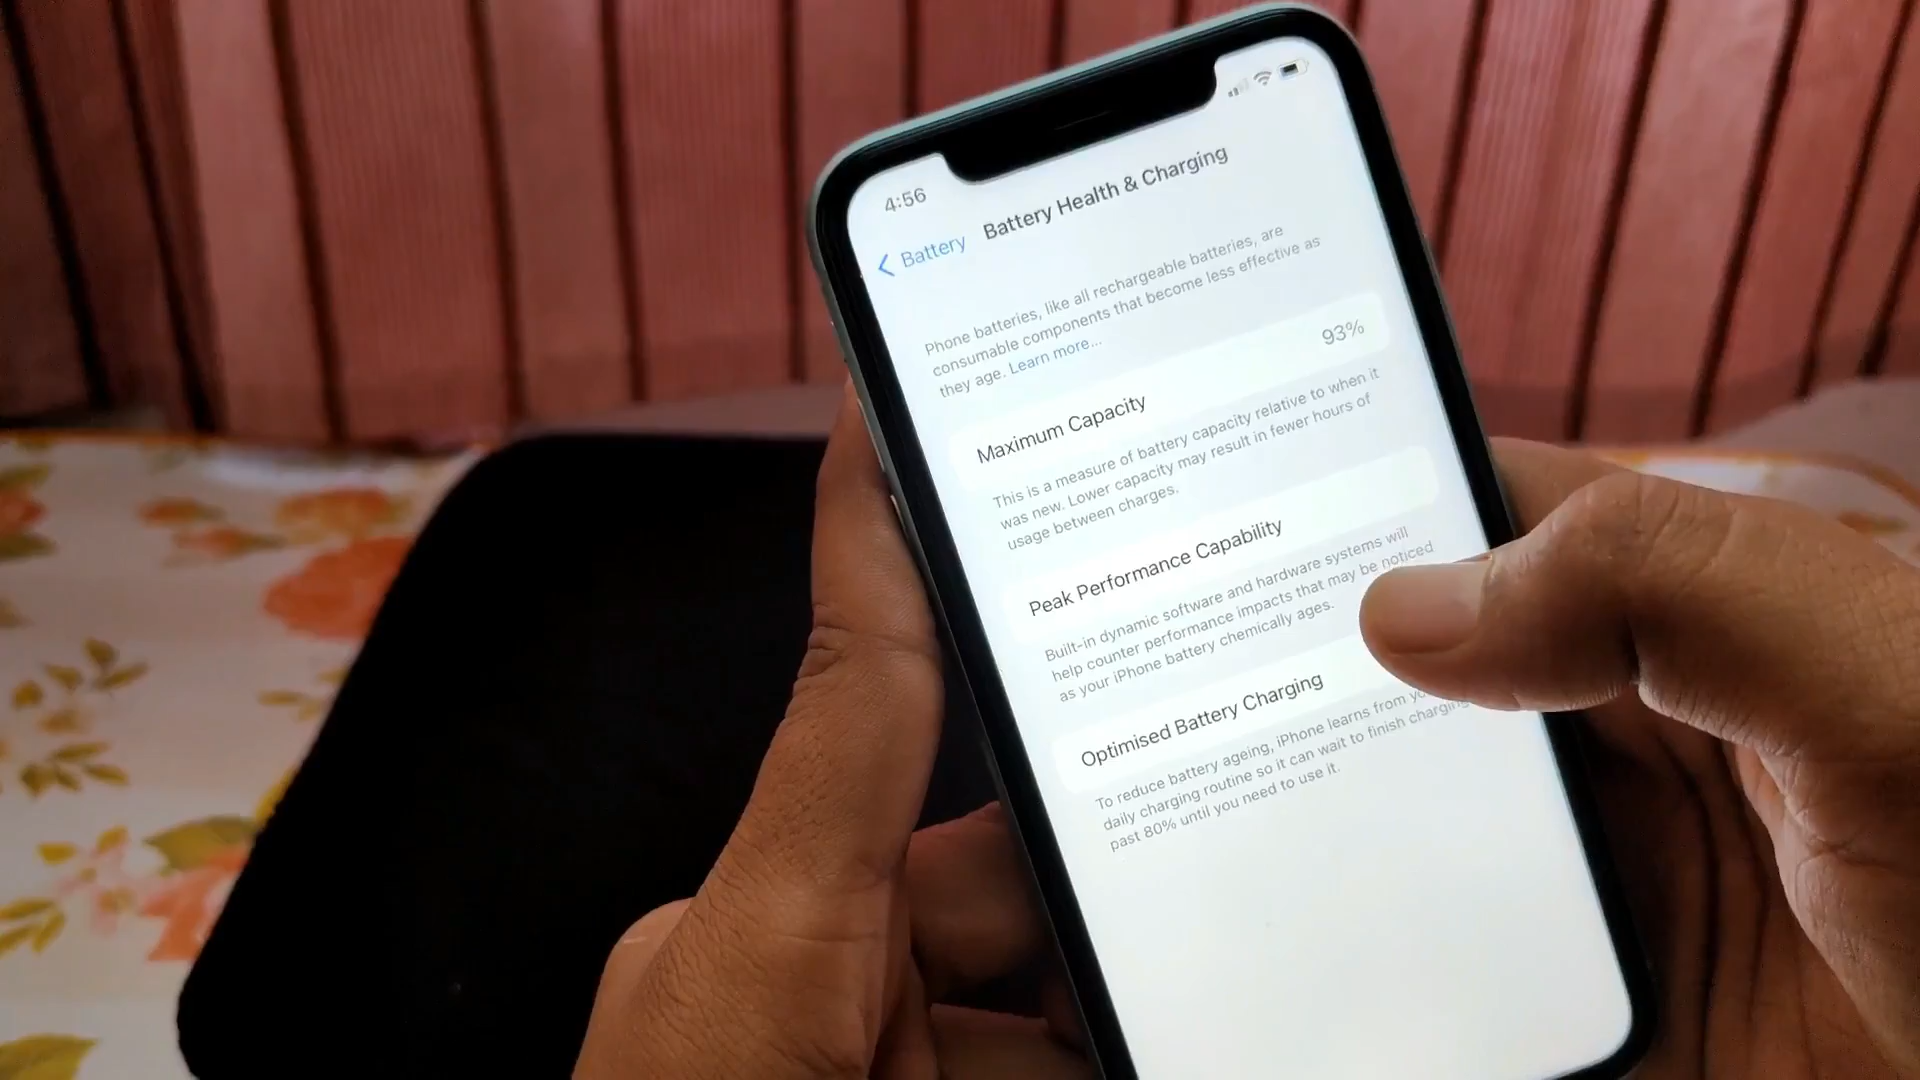 4:56
Battery
Battery Health & Charging
Phone batteries, like all rechargeable batteries, are
consumable components that become less effective as
they age. Learn more...
Maximum Capacity
93%
This is a measure of battery capacity relative to when it
was new. Lower capacity may result in fewer hours of
usage between charges.
Peak Performance Capability
Built-in dynamic software and hardware systems will
help counter performance impacts that may be noticed
as your iPhone battery chemically ages.
Optimised Battery Charging
To reduce battery ageing, iPhone learns from
daily charging routine so it can wait to finish charging
past 80% until you need to use it.